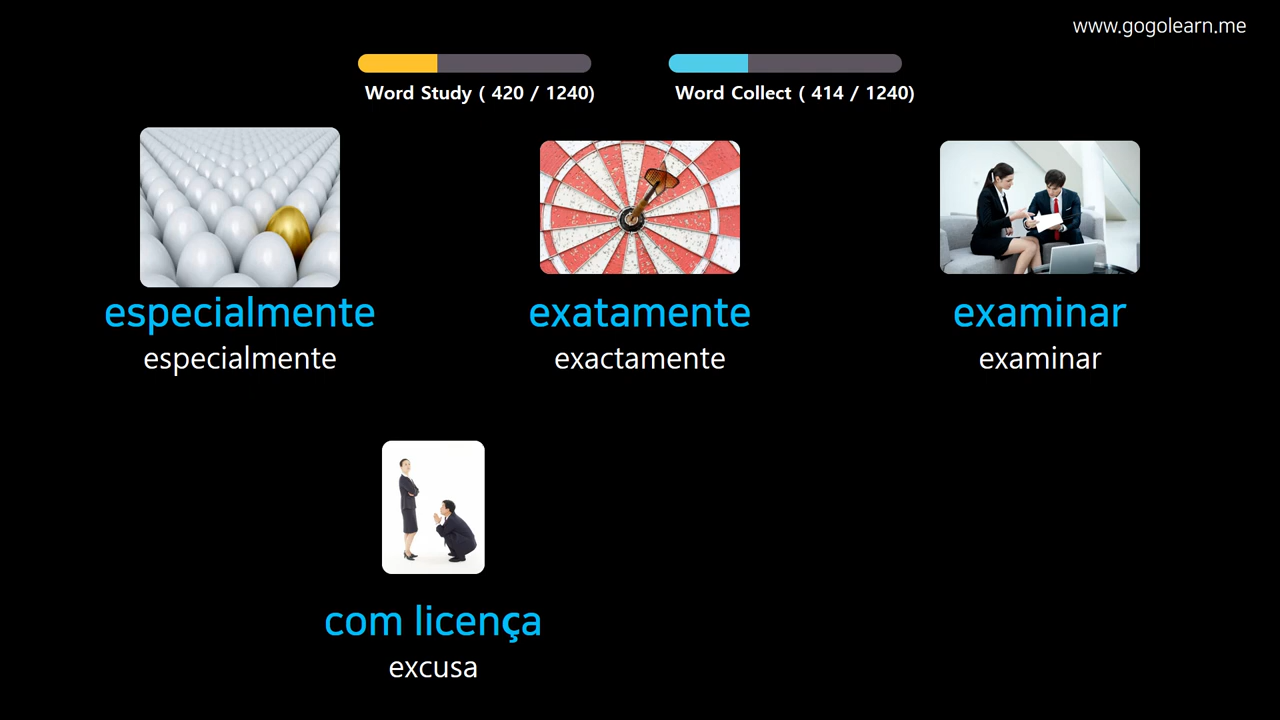 www.gogolearn.me
Word Study ( 420 / 1240)
Word Collect ( 414 / 1240)
especialmente
especialmente
exatamente
exactamente
examinar
examinar
com licença
excusa